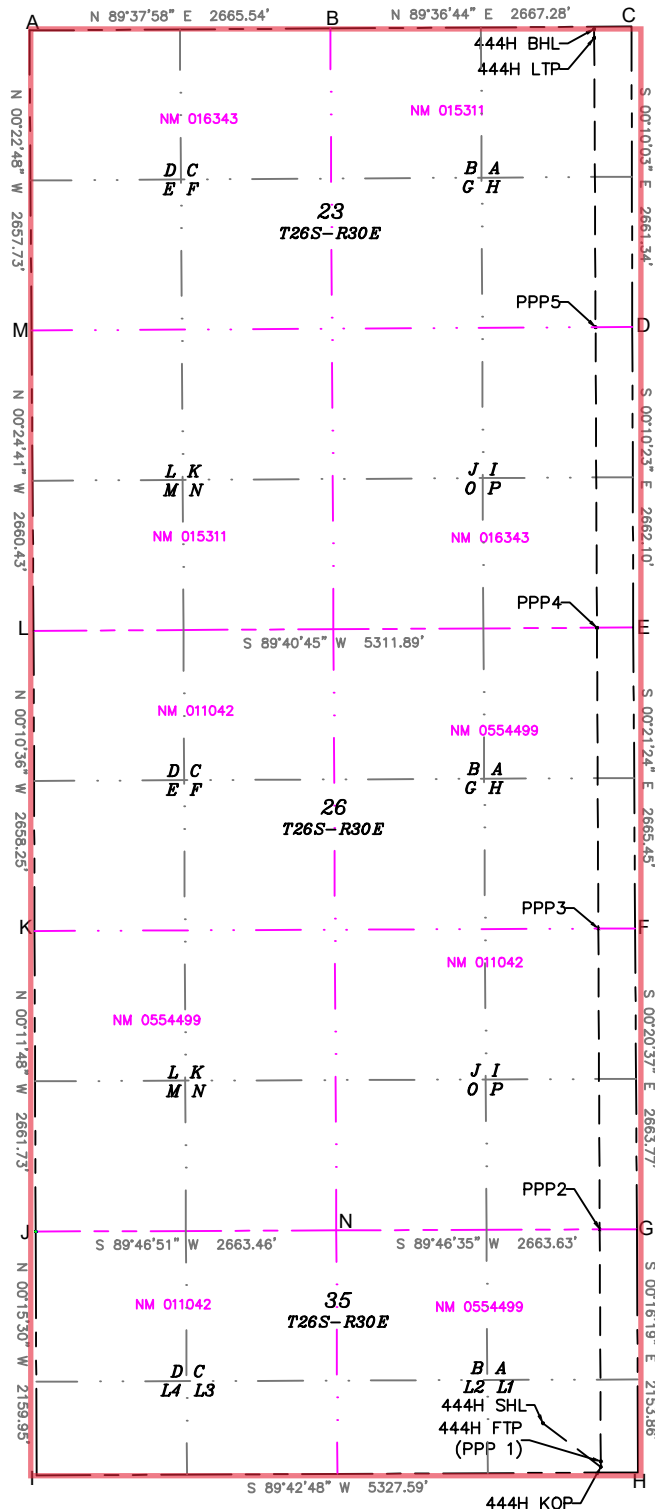 A
N 89°37'58" E 2665.54'
B
N 89°36'44" E 2667.28'
C
444H BHL
444H LTP
N 00°22'48" W 2657.73'
S 00°10'03" E 2661.34'
NM 016343
NM 015311
D C
E F
B A
G H
23
T26S-R30E
PPP5
M
D
N 00°24'41" W 2660.43'
S 00°10'23" E 2662.10'
L K
M N
J I
O P
NM 015311
NM 016343
PPP4
L
E
S 89°40'45" W 5311.89'
N 00°10'36" W 2658.25'
S 00°21'24" E 2665.45'
NM 011042
NM 0554499
D C
E F
B A
G H
26
T26S-R30E
PPP3
K
F
NM 011042
N 00°11'48" W 2661.73'
S 00°20'37" E 2663.77'
NM 0554499
L K
M N
J I
O P
PPP2
J
N
G
S 89°46'51" W 2663.46'
S 89°46'35" W 2663.63'
N 00°15'30" W 2159.95'
S 00°16'19" E 2153.86'
NM 011042
35
T26S-R30E
NM 0554499
D C
L4 L3
B A
L2 L1
444H SHL
444H FTP
(PPP 1)
I
H
S 89°42'48" W 5327.59'
444H KOP